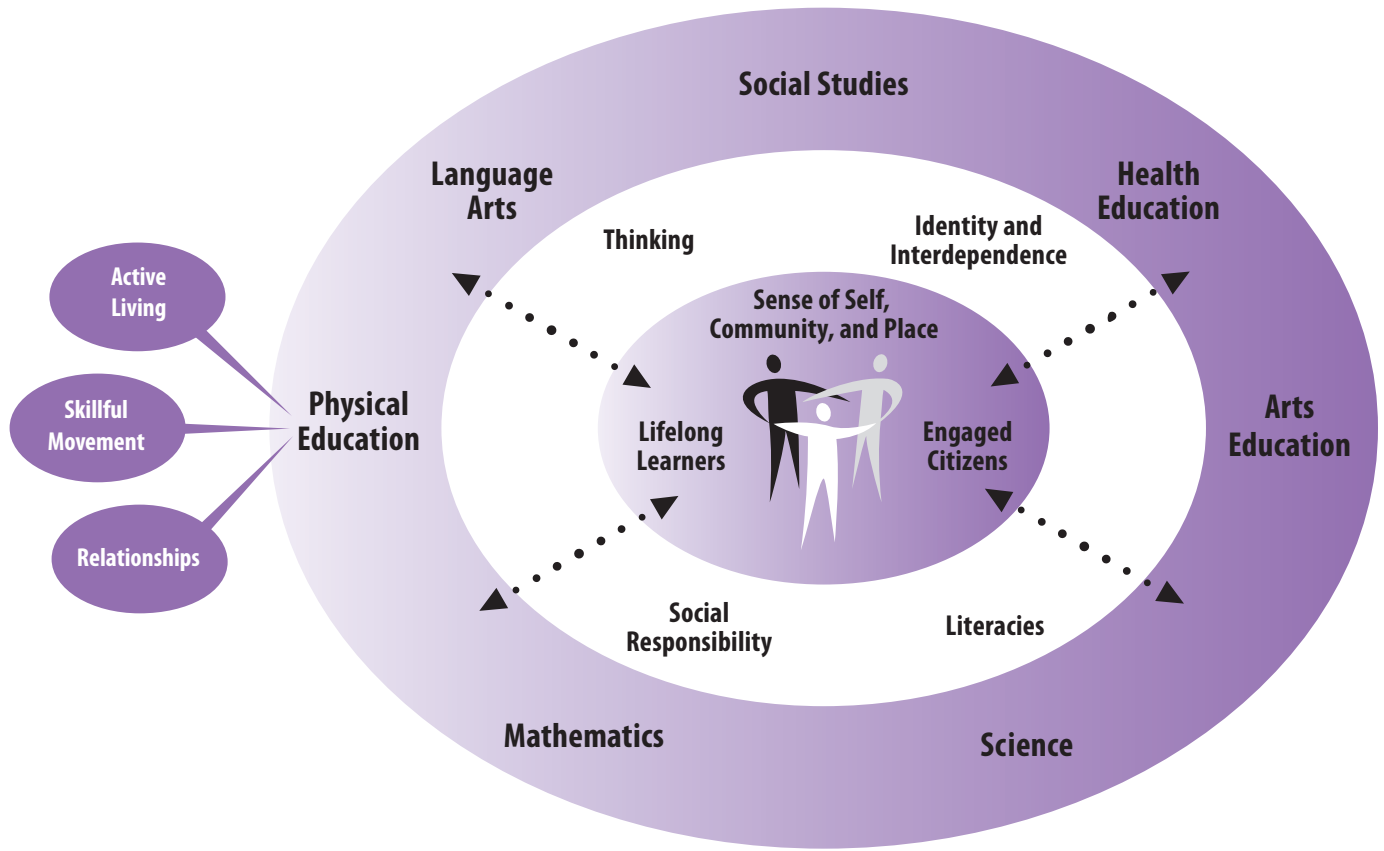 Social Studies
Language
Arts
Health
Education
Thinking
Identity and
Interdependence
Active
Living
Sense of Self,
Community, and Place
Skillful
Movement
Physical
Education
Lifelong
Learners
Engaged
Citizens
Arts
Education
Relationships
Social
Responsibility
Literacies
Mathematics
Science